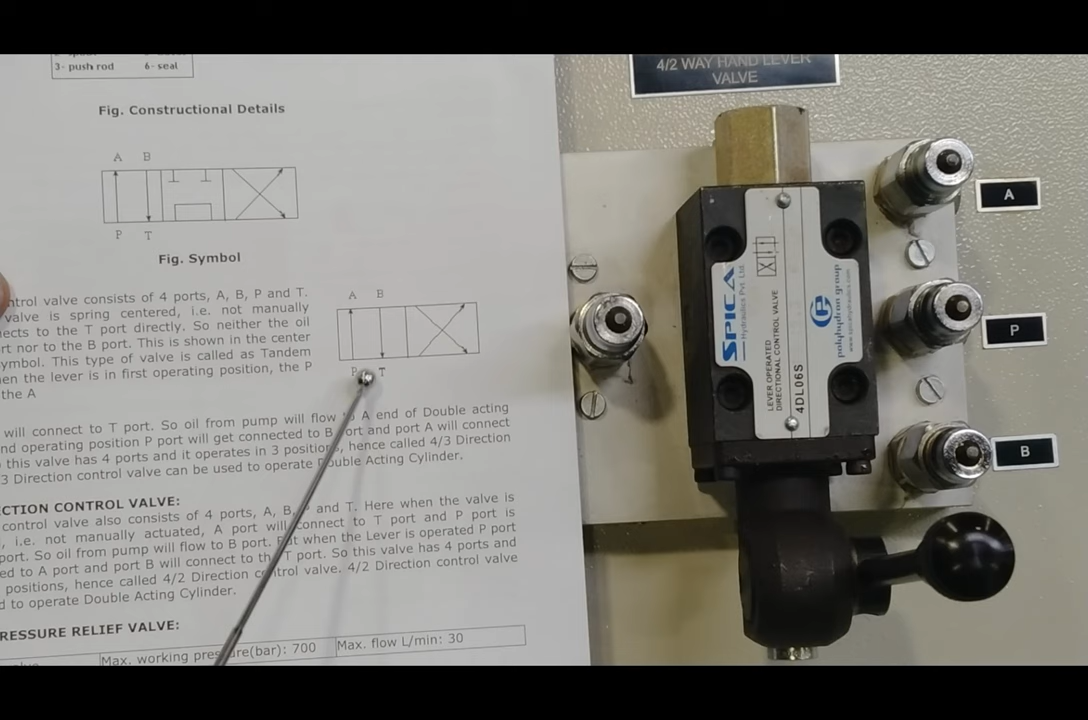 3- push rod 6- seal
Fig. Constructional Details
A B
P T
Fig. Symbol
ntrol valve consists of 4 ports, A, B, P and T.
valve is spring centered, i.e. not manually
nects to the T port directly. So neither the oil
rt nor to the B port. This is shown in the center
ymbol. This type of valve is called as Tandem
en the lever is in first operating position, the P
the A
A B
P T
will connect to T port. So oil from pump will flow A end of Double acting
nd operating position P port will get connected to B ort and port A will connect
this valve has 4 ports and it operates in 3 positions, hence called 4/3 Direction
3 Direction control valve can be used to operate Double Acting Cylinder.
ECTION CONTROL VALVE:
control valve also consists of 4 ports, A, B, and T. Here when the valve is
, i.e. not manually actuated, A port will connect to T port and P port is
port. So oil from pump will flow to B port. But when the Lever is operated P port
ed to A port and port B will connect to the T port. So this valve has 4 ports and
positions, hence called 4/2 Direction control valve. 4/2 Direction control valve
d to operate Double Acting Cylinder.
RESSURE RELIEF VALVE:
Max. working pressure(bar): 700 Max. flow L/min: 30
4/2 WAY HAND LEVER
VALVE
SPICA
Hydraulics Pvt. Ltd.
LEVER OPERATED
DIRECTIONAL CONTROL VALVE
4DL06S
polyhydron group
A
P
B